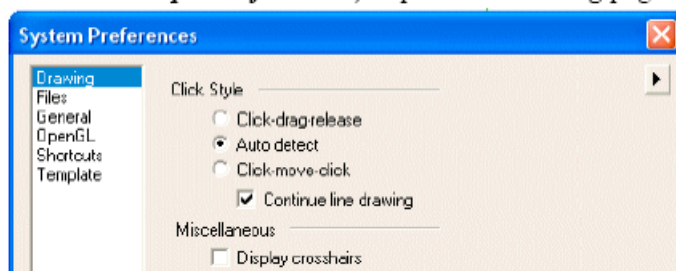 System Preferences
Drawing
Files
General
OpenGL
Shortcuts
Template
Click Style
Click-drag-release
Auto detect
Click-move-click
Continue line drawing
Miscellaneous
Display crosshairs